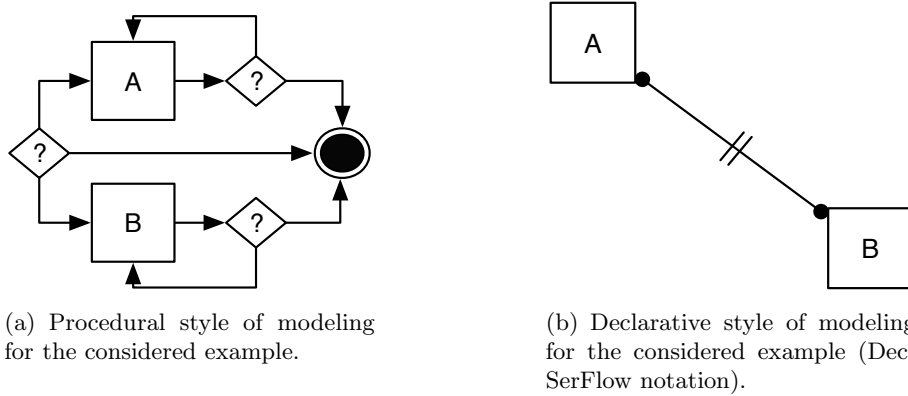 A
?
?
B
?
A
B
(a) Procedural style of modeling
for the considered example.
(b) Declarative style of modeling
for the considered example (Dec
SerFlow notation).